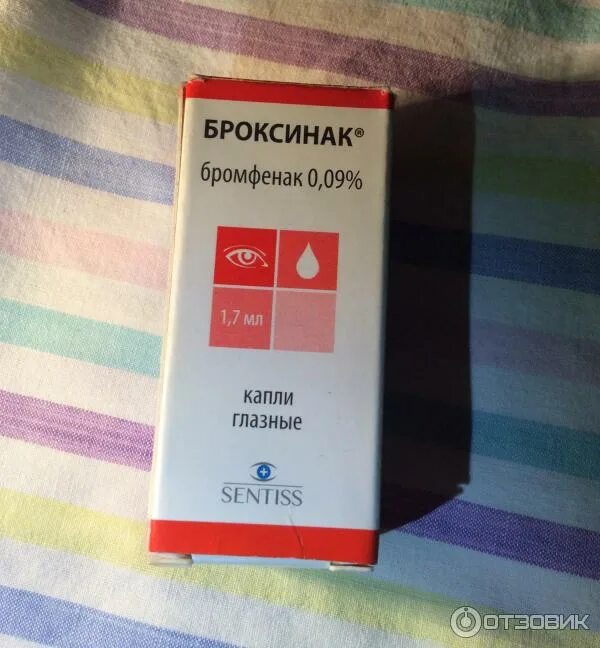 БРОКСИНАК®
бромфенак 0,09%
1,7 мл
капли
глазные
SENTISS
ОТЗОВИК